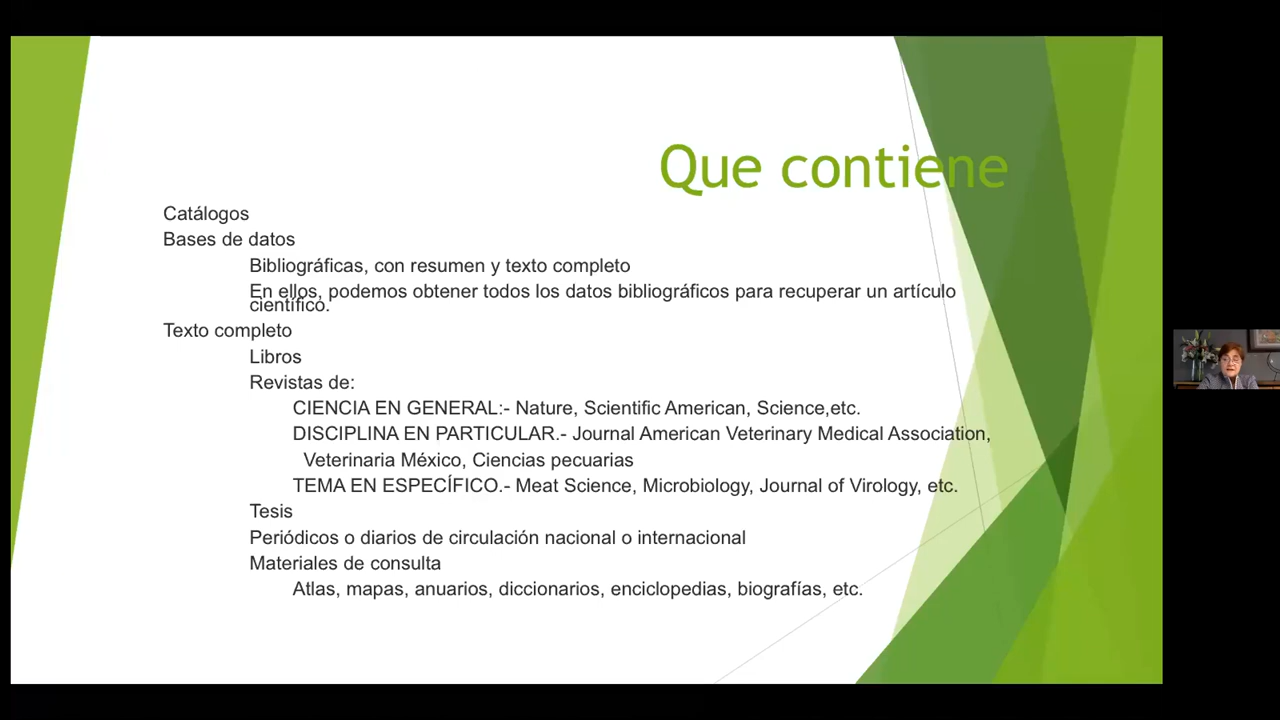 Que contiene
Catálogos
Bases de datos
Bibliográficas, con resumen y texto completo
En ellos, podemos obtener todos los datos bibliográficos para recuperar un artículo
científico.
Texto completo
Libros
Revistas de:
CIENCIA EN GENERAL:- Nature, Scientific American, Science,etc.
DISCIPLINA EN PARTICULAR.- Journal American Veterinary Medical Association,
Veterinaria México, Ciencias pecuarias
TEMA EN ESPECÍFICO.- Meat Science, Microbiology, Journal of Virology, etc.
Tesis
Periódicos o diarios de circulación nacional o internacional
Materiales de consulta
Atlas, mapas, anuarios, diccionarios, enciclopedias, biografías, etc.